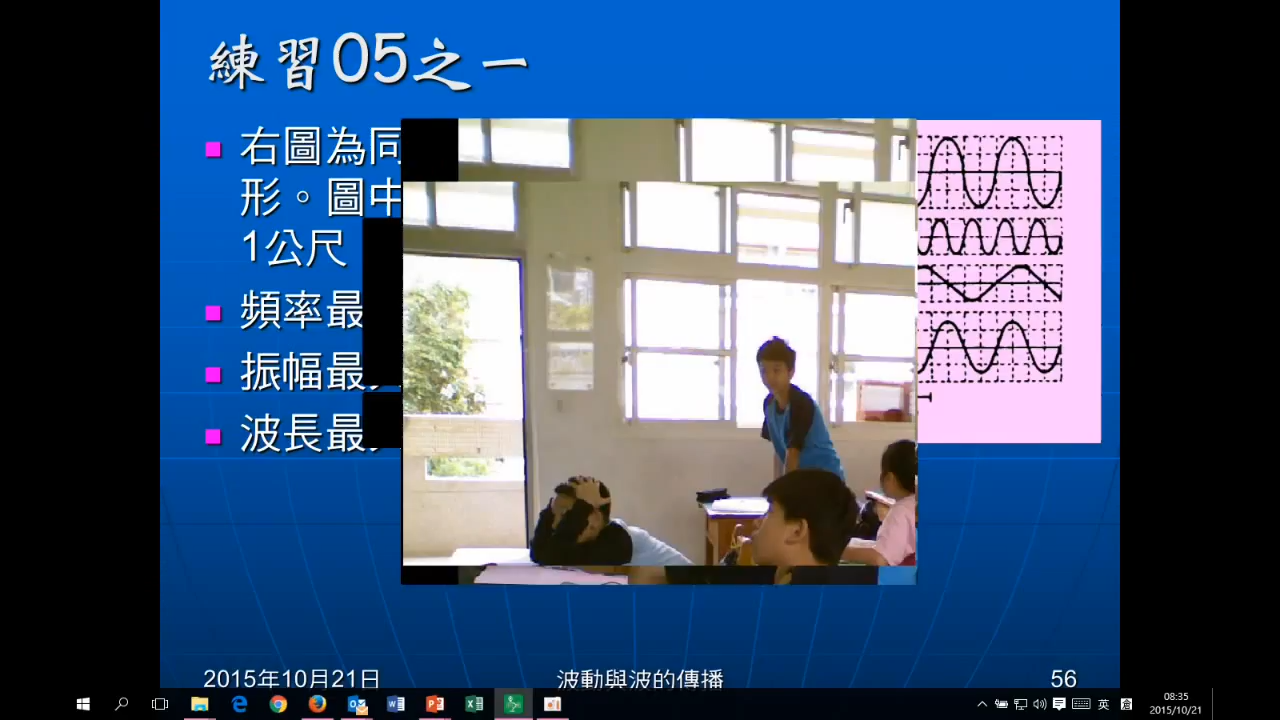 練習05之一
右圖為同
形。圖中
1公尺
頻率最
振幅最
波長最
2015年10月21日
波動與波的傳播
56
英
08:35
2015/10/21